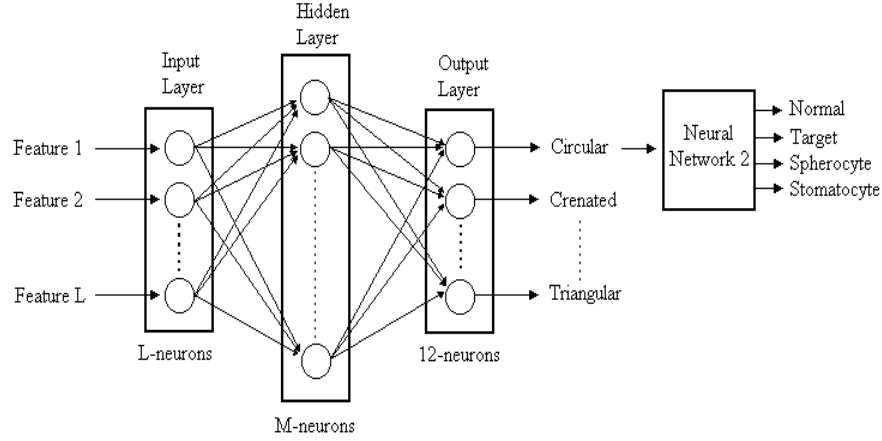 Hidden
Layer
Input
Layer
Output
Layer
Feature 1
Feature 2
Feature L
Circular
Crenated
Triangular
Neural
Network 2
Normal
Target
Spherocyte
Stomatocyte
L-neurons
12-neurons
M-neurons